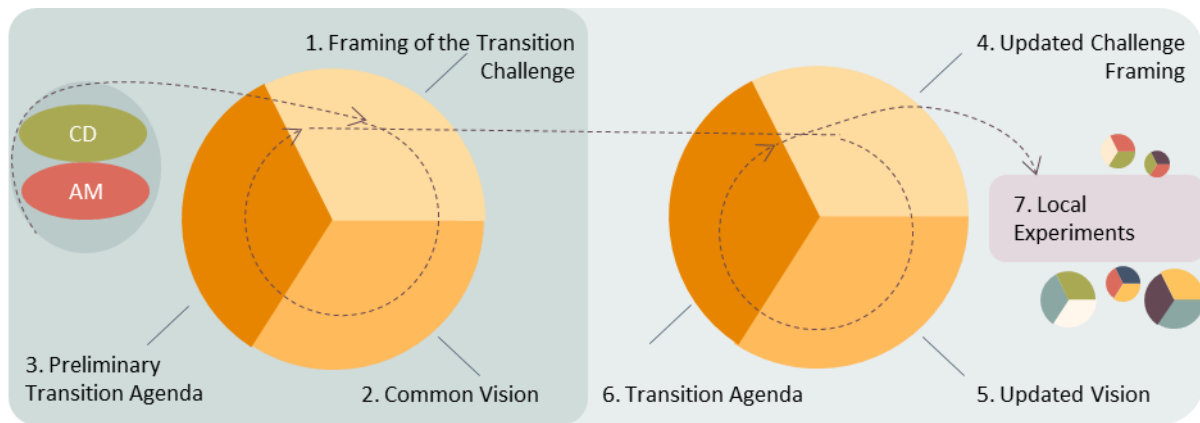 1. Framing of the Transition
Challenge
CD
AM
3. Preliminary
Transition Agenda
2. Common Vision
4. Updated Challenge
Framing
7. Local
Experiments
6. Transition Agenda
5. Updated Vision